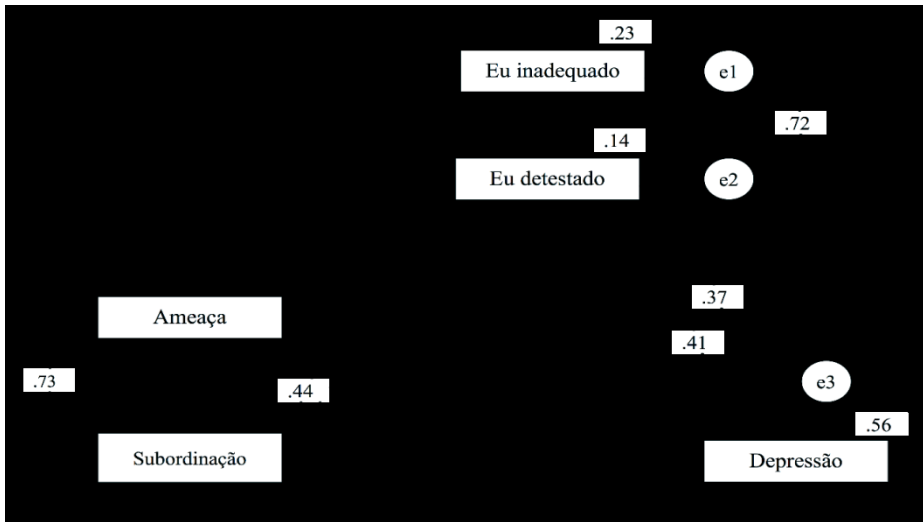 .23
Eu inadequado
e1
.72
.14
Eu detestado
e2
.37
Ameaça
.41
.73
.44
e3
.56
Subordinação
Depressão